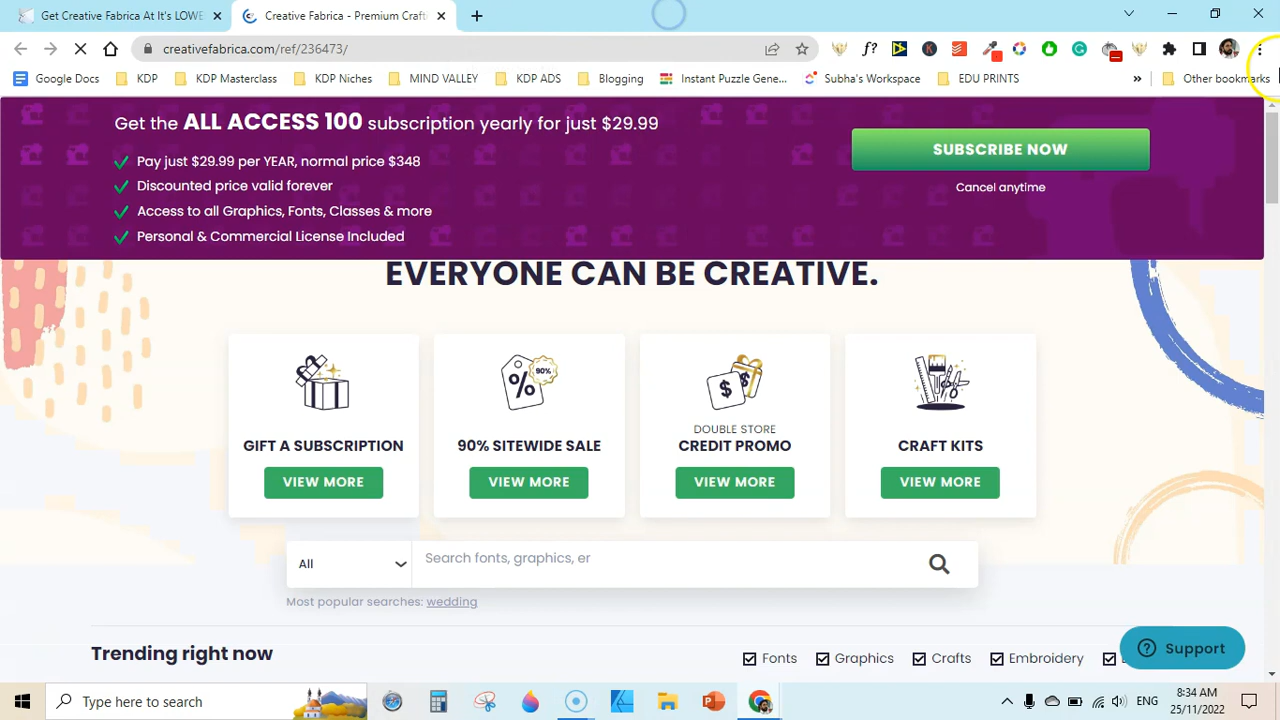 Get Creative Fabrica At It's LOWE
Creative Fabrica - Premium Craft
creativefabrica.com/ref/236473/
Google Docs
KDP
KDP Masterclass
KDP Niches
MIND VALLEY
KDP ADS
Blogging
Instant Puzzle Gene...
Subha's Workspace
EDU PRINTS
Other bookmarks
Get the ALL ACCESS 100 subscription yearly for just $29.99
Pay just $29.99 per YEAR, normal price $348
Discounted price valid forever
Access to all Graphics, Fonts, Classes & more
Personal & Commercial License Included
SUBSCRIBE NOW
Cancel anytime
EVERYONE CAN BE CREATIVE.
GIFT A SUBSCRIPTION
VIEW MORE
90%
90% SITEWIDE SALE
VIEW MORE
DOUBLE STORE
CREDIT PROMO
VIEW MORE
CRAFT KITS
VIEW MORE
All
Search fonts, graphics, er
Most popular searches: wedding
Trending right now
Fonts
Graphics
Crafts
Embroidery
Support
Type here to search
ENG
8:34 AM
25/11/2022